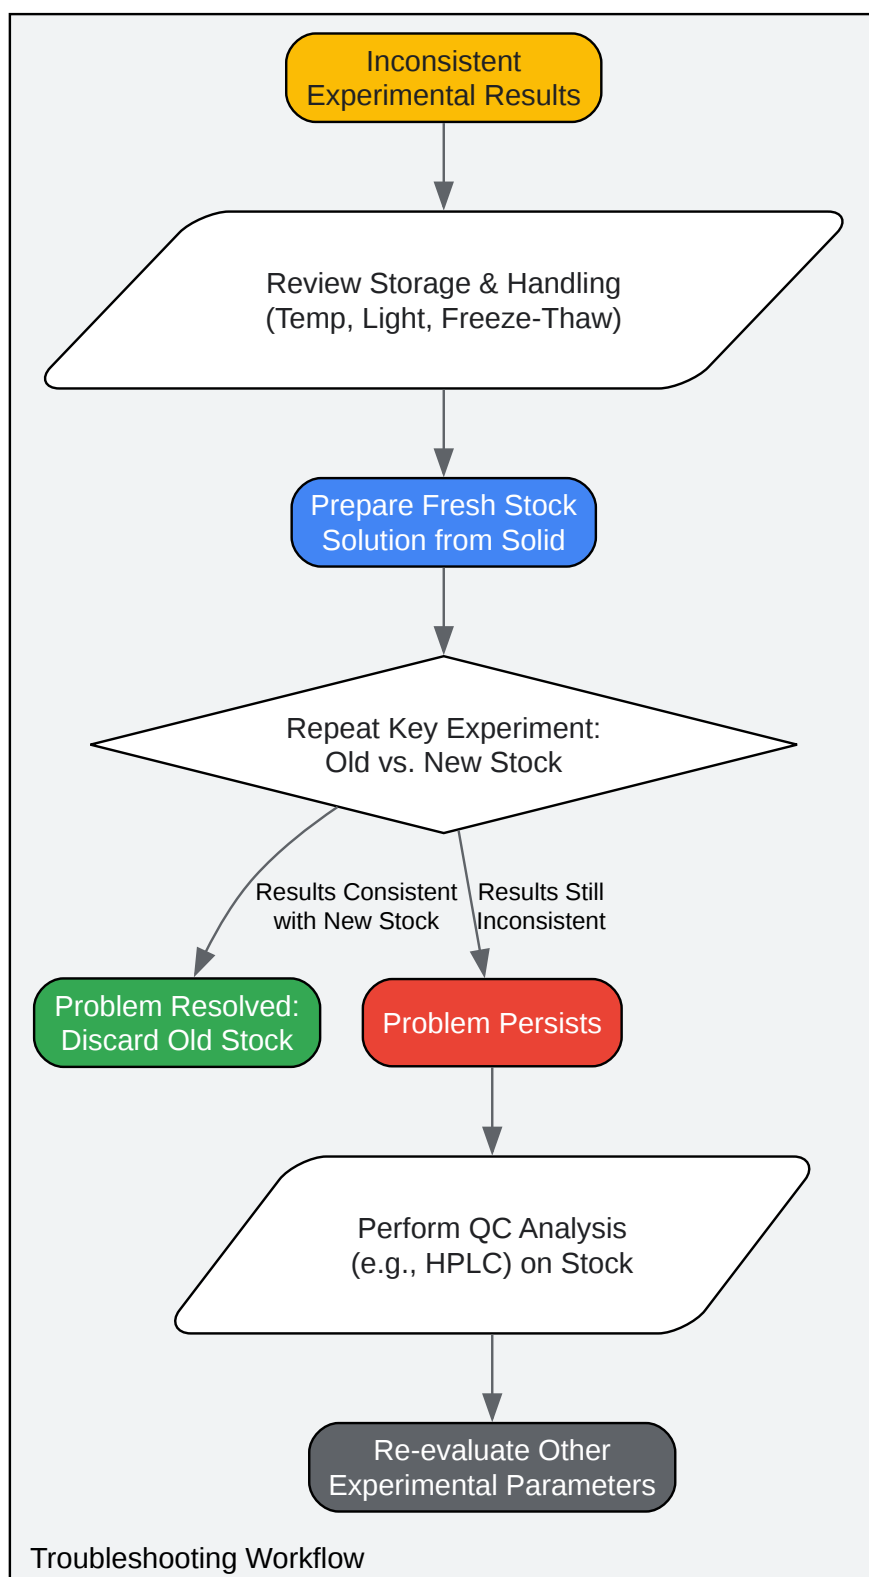 Inconsistent
Experimental Results
Review Storage & Handling
(Temp, Light, Freeze-Thaw)
Prepare Fresh Stock
Solution from Solid
Repeat Key Experiment:
Old vs. New Stock
Results Consistent
with New Stock
Results Still
Inconsistent
Problem Resolved:
Discard Old Stock
Problem Persists
Perform QC Analysis
(e.g., HPLC) on Stock
Re-evaluate Other
Experimental Parameters
Troubleshooting Workflow